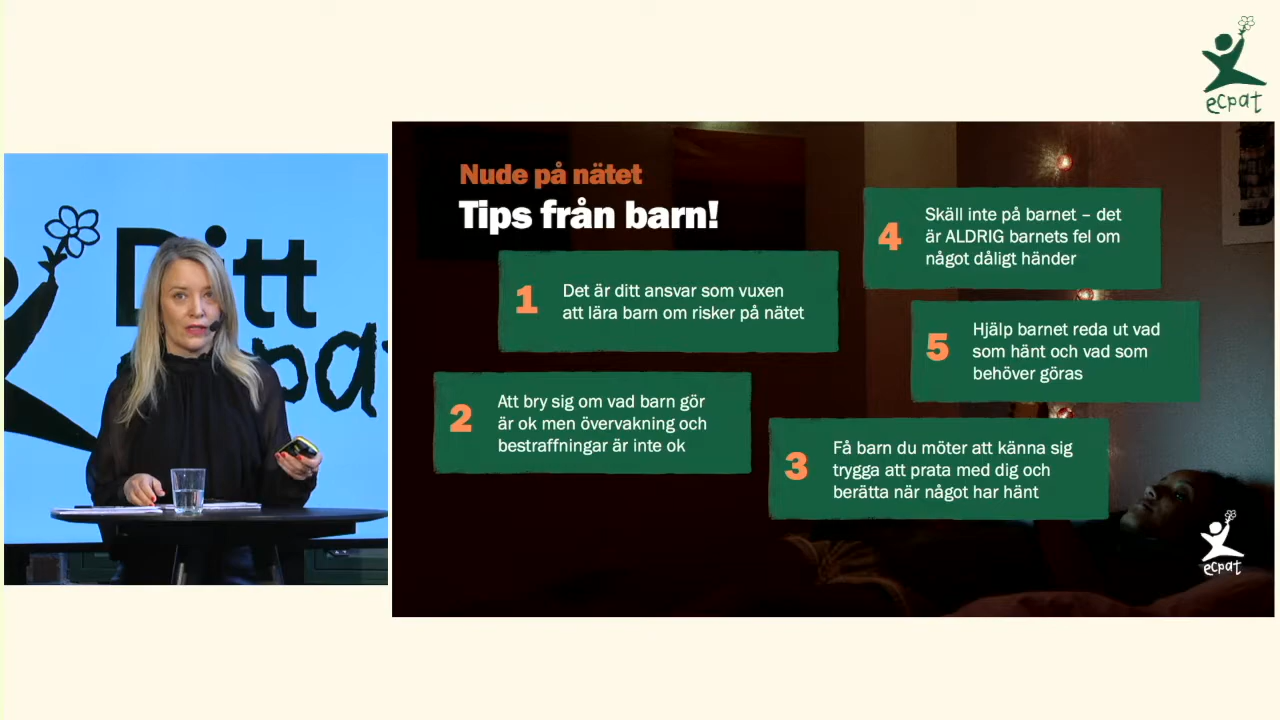 ecpat
Ditt
Nude på nätet
Tips från barn!
1
Det är ditt ansvar som vuxen
att lära barn om risker på nätet
2
Att bry sig om vad barn gör
är ok men övervakning och
bestraffningar är inte ok
3
Få barn du möter att känna sig
trygga att prata med dig och
berätta när något har hänt
4
Skäll inte på barnet – det
är ALDRIG barnets fel om
något dåligt händer
5
Hjälp barnet reda ut vad
som hänt och vad som
behöver göras
ecpat